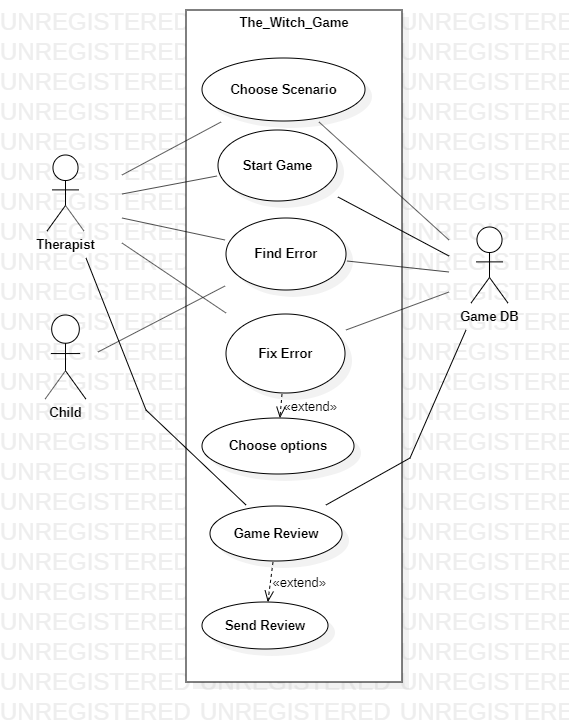 The_Witch_Game
Choose Scenario
Start Game
Therapist
Find Error
Game DB
Fix Error
Child
«extend»
Choose options
Game Review
«extend»
Send Review
UNREGISTERED UNREGISTERED UNREGISTERED